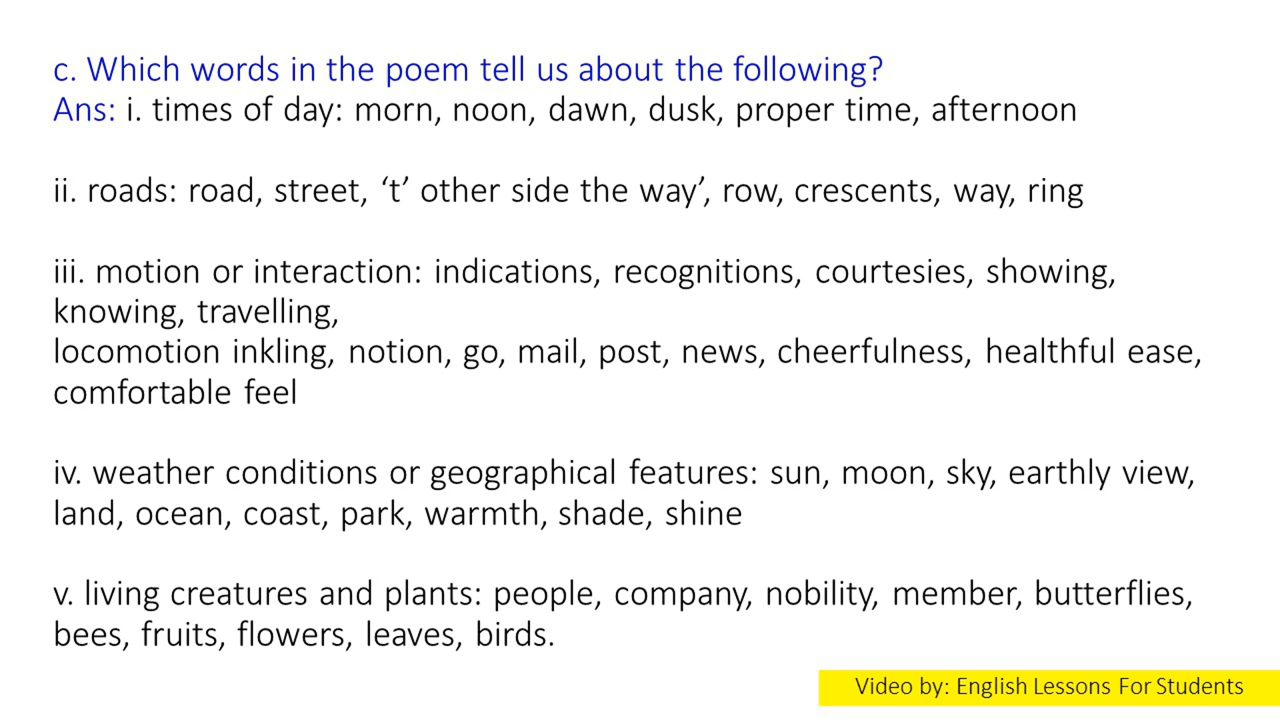 c. Which words in the poem tell us about the following?
Ans: i. times of day: morn, noon, dawn, dusk, proper time, afternoon
ii. roads: road, street, ‘t’ other side the way’, row, crescents, way, ring
iii. motion or interaction: indications, recognitions, courtesies, showing,
knowing, travelling,
locomotion inkling, notion, go, mail, post, news, cheerfulness, healthful ease,
comfortable feel
iv. weather conditions or geographical features: sun, moon, sky, earthly view,
land, ocean, coast, park, warmth, shade, shine
v. living creatures and plants: people, company, nobility, member, butterflies,
bees, fruits, flowers, leaves, birds.
Video by: English Lessons For Students